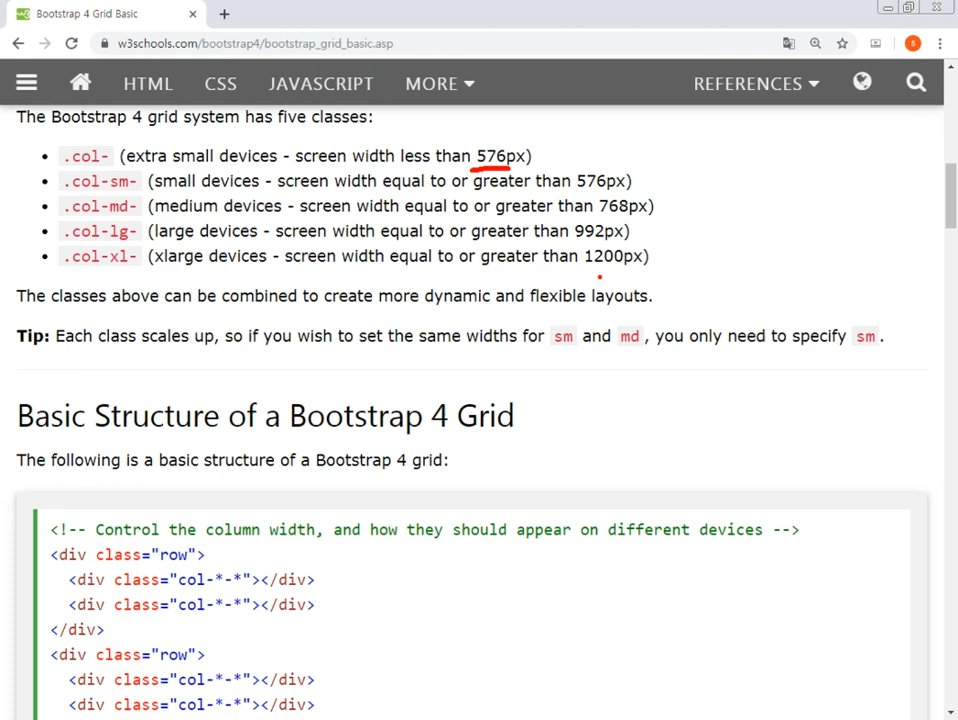 Bootstrap 4 Grid Basic
w3schools.com/bootstrap4/bootstrap_grid_basic.asp
S
HTML CSS JAVASCRIPT MORE REFERENCES
The Bootstrap 4 grid system has five classes:
• .col- (extra small devices - screen width less than 576px)
• .col-sm- (small devices - screen width equal to or greater than 576px)
• .col-md- (medium devices - screen width equal to or greater than 768px)
• .col-lg- (large devices - screen width equal to or greater than 992px)
• .col-xl- (xlarge devices - screen width equal to or greater than 1200px)
The classes above can be combined to create more dynamic and flexible layouts.
Tip: Each class scales up, so if you wish to set the same widths for sm and md, you only need to specify sm.
Basic Structure of a Bootstrap 4 Grid
The following is a basic structure of a Bootstrap 4 grid:
<!-- Control the column width, and how they should appear on different devices -->
<div class="row">
  <div class="col-*-*"></div>
  <div class="col-*-*"></div>
</div>
<div class="row">
  <div class="col-*-*"></div>
  <div class="col-*-*"></div>